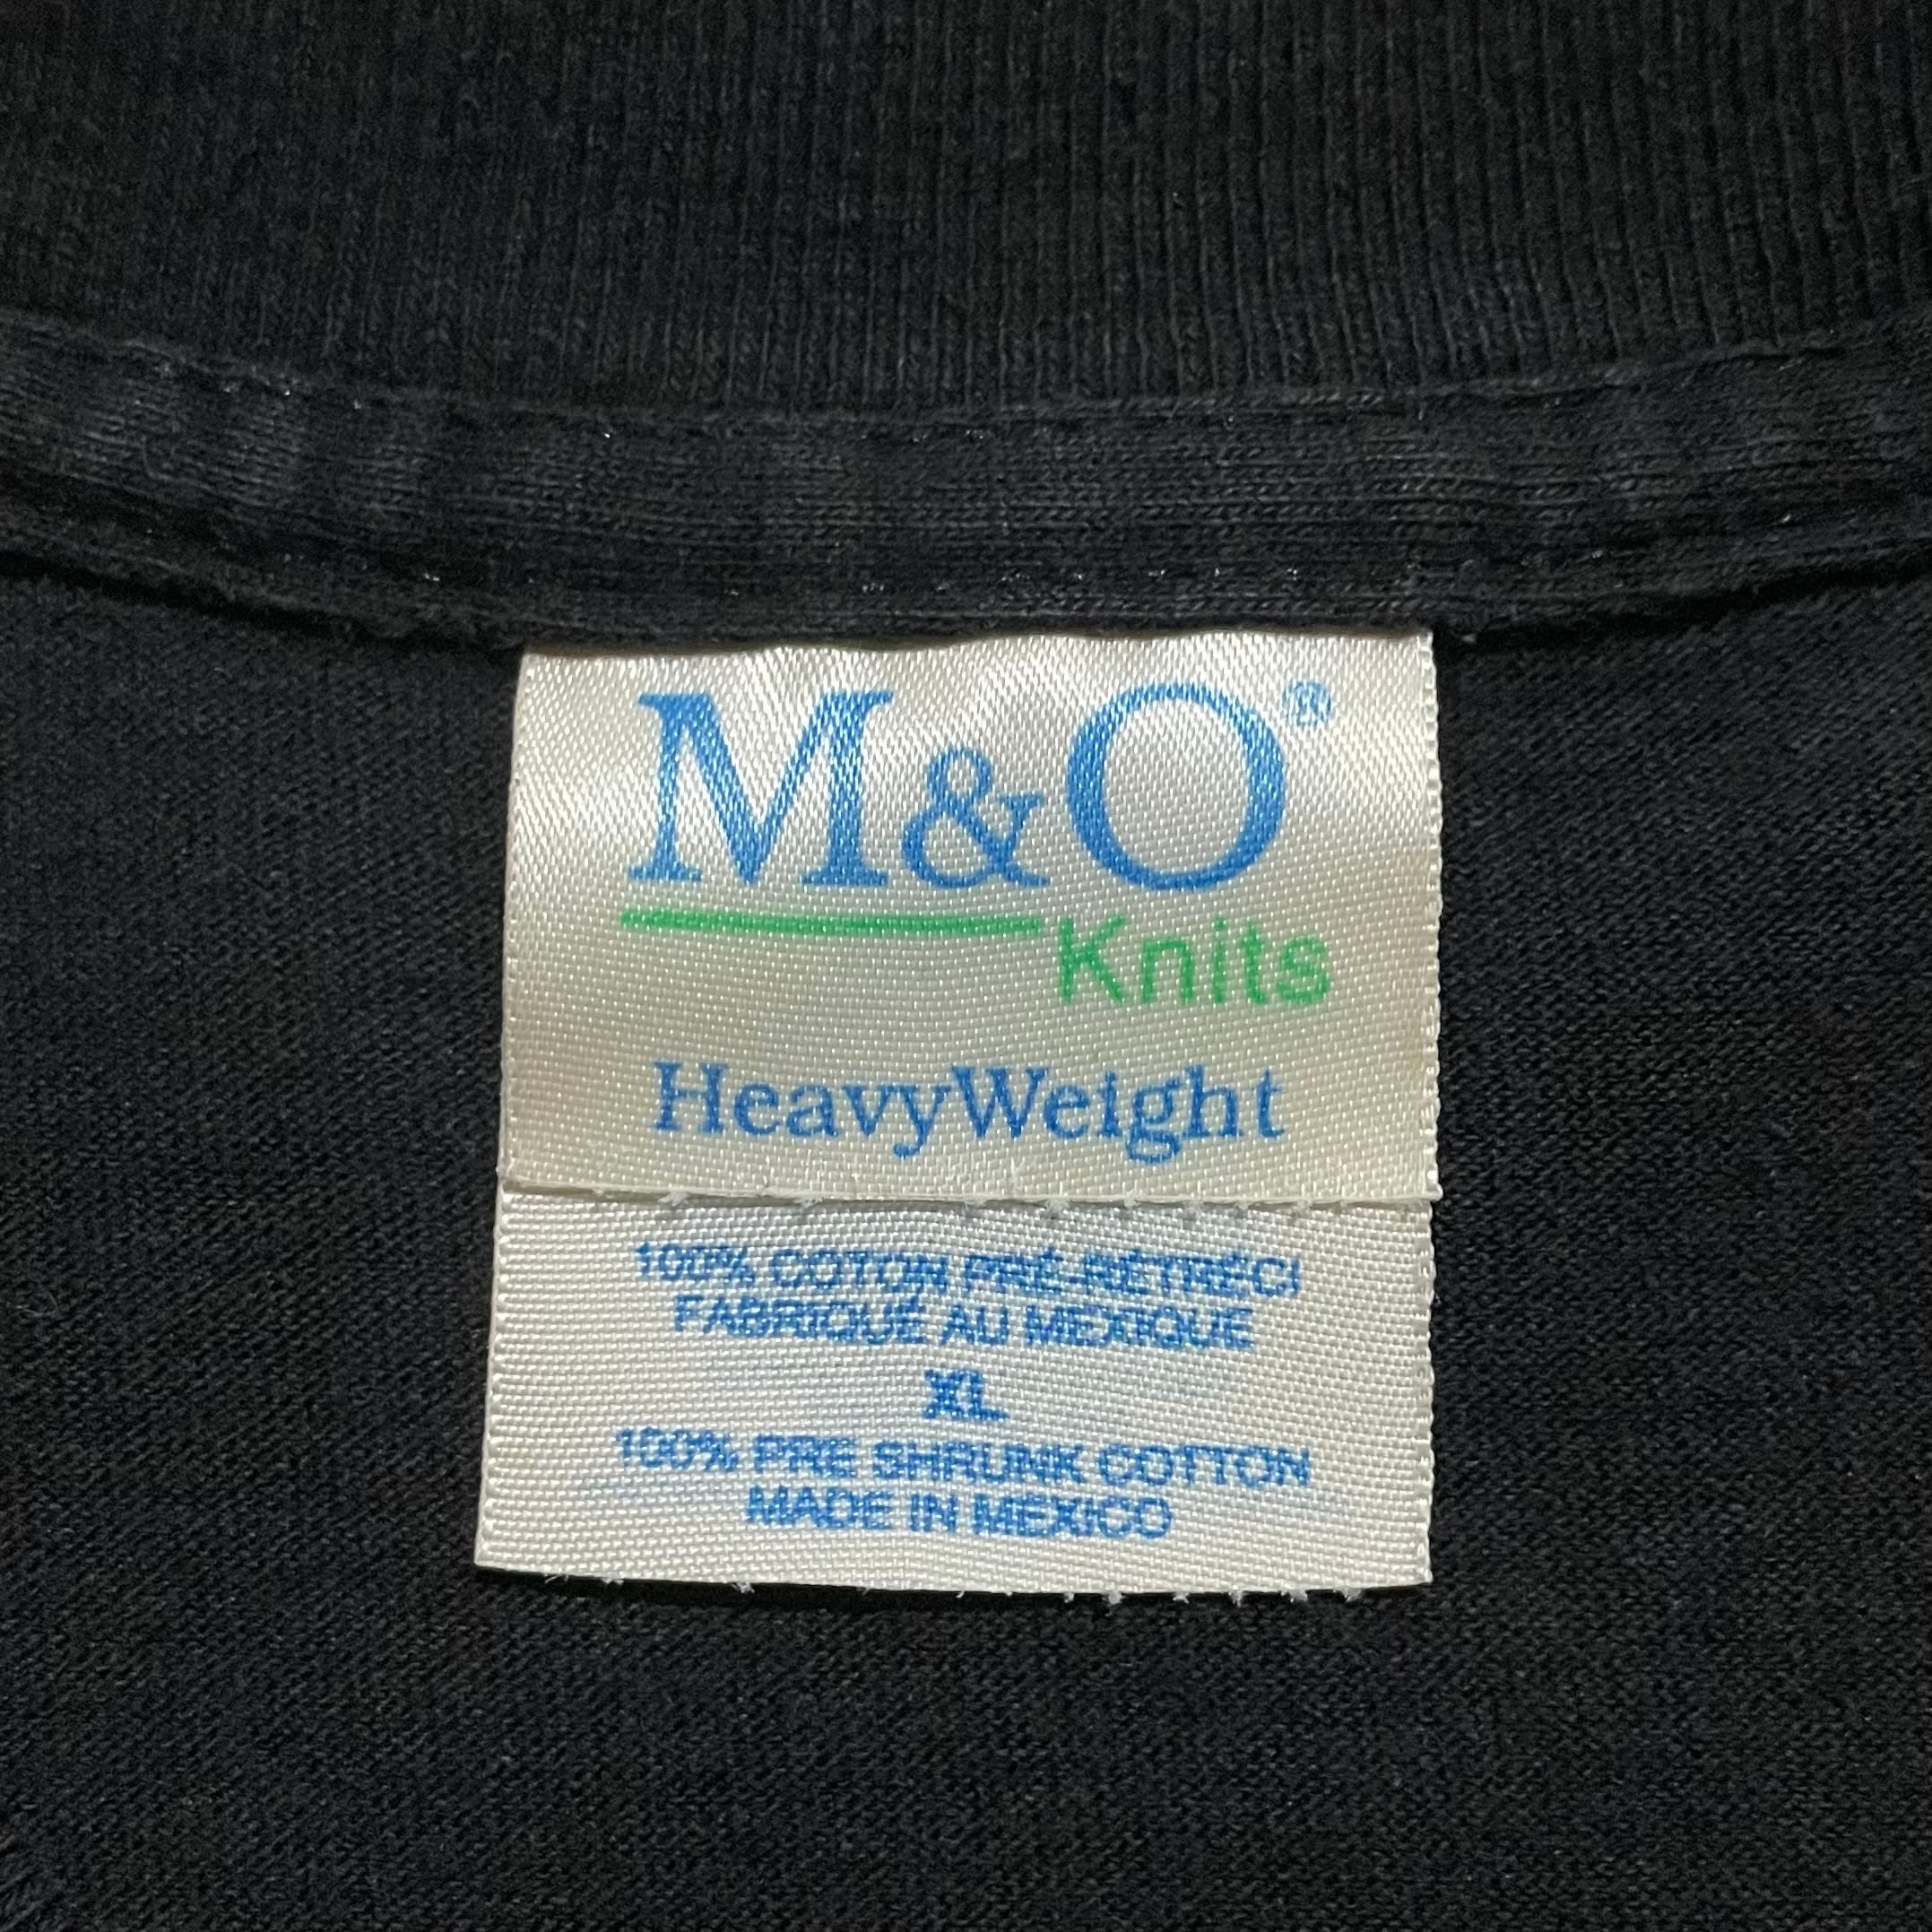 M&O®
Knits
HeavyWeight
100% COTON PRÉ-RÉTRÉCI
FABRIQUÉ AU MEXIQUE
XL
100% PRE SHRUNK COTTON
MADE IN MEXICO